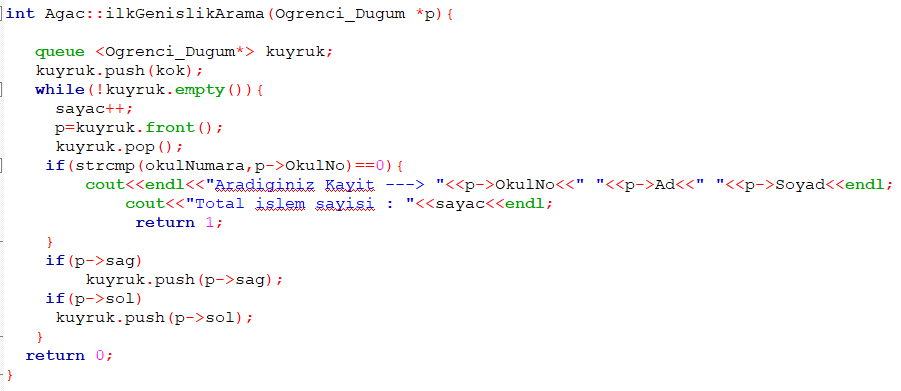 int Agac::ilkGenislikArama(Ogrenci_Dugum *p){
queue <Ogrenci_Dugum*> kuyruk;
kuyruk.push(kok);
while(!kuyruk.empty()){
sayac++;
p=kuyruk.front();
kuyruk.pop();
if(strcmp(okulNumara,p->OkulNo)==0){
cout<<endl<<"Aradiginiz Kayit ---> "<<p->OkulNo<<" "<<p->Ad<<" "<<p->Soyad<<endl;
cout<<"Total islem sayisi : "<<sayac<<endl;
return 1;
}
if(p->sag)
kuyruk.push(p->sag);
if(p->sol)
kuyruk.push(p->sol);
}
return 0;
}